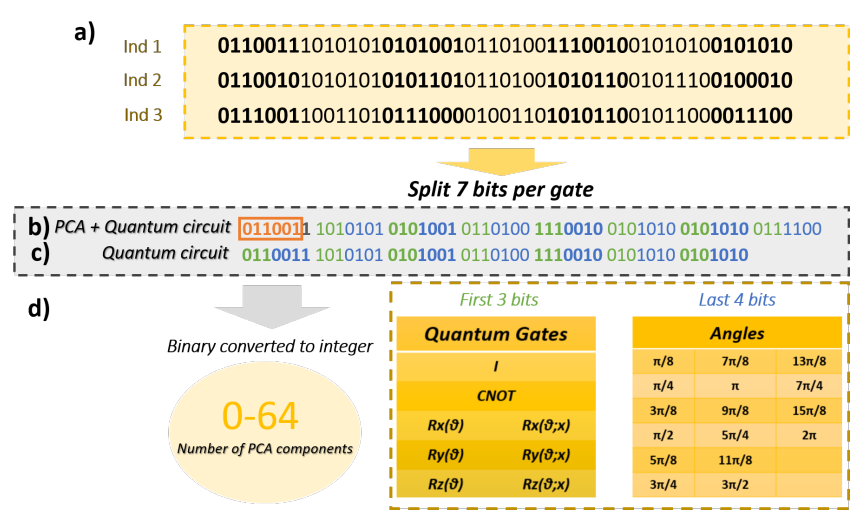 a)
Ind 1 0110011101010101010010110100111001001010100101010
Ind 2 0110010101010101011010110100101011001011100100010
Ind 3 0111001100110101110000100110101011001011000011100
Split 7 bits per gate
b) PCA + Quantum circuit 0110011 1010101 0101001 0110100 1110010 0101010 0101010 0111100
c) Quantum circuit 0110011 1010101 0101001 0110100 1110010 0101010 0101010
d)
First 3 bits Last 4 bits
Binary converted to integer
0-64
Number of PCA components
Quantum Gates
I
CNOT
Rx(ϑ) Rx(ϑ;x)
Ry(ϑ) Ry(ϑ;x)
Rz(ϑ) Rz(ϑ;x)
Angles
π/8 7π/8 13π/8
π/4 π 7π/4
3π/8 9π/8 15π/8
π/2 5π/4 2π
5π/8 11π/8
3π/4 3π/2